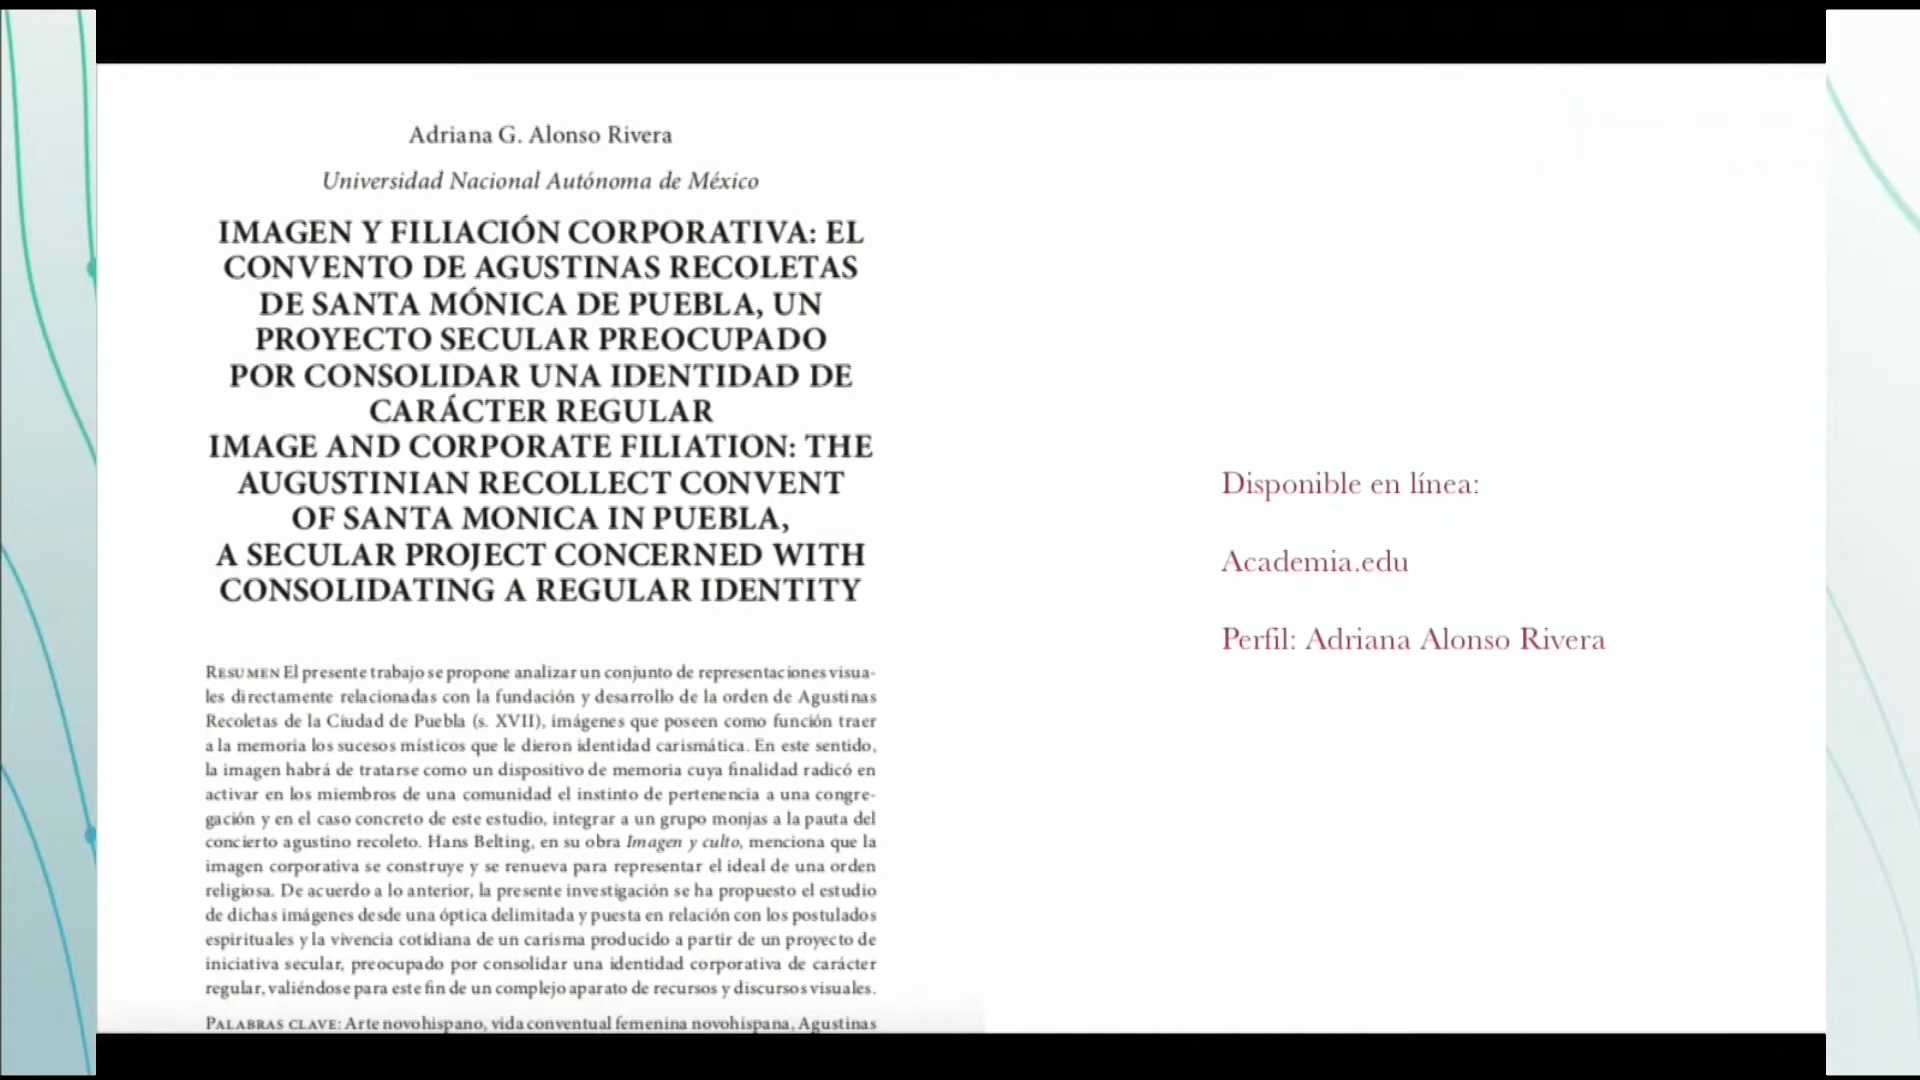 Adriana G. Alonso Rivera
Universidad Nacional Autónoma de México
IMAGEN Y FILIACIÓN CORPORATIVA: EL
CONVENTO DE AGUSTINAS RECOLETAS
DE SANTA MÓNICA DE PUEBLA, UN
PROYECTO SECULAR PREOCUPADO
POR CONSOLIDAR UNA IDENTIDAD DE
CARÁCTER REGULAR
IMAGE AND CORPORATE FILIATION: THE
AUGUSTINIAN RECOLLECT CONVENT
OF SANTA MONICA IN PUEBLA,
A SECULAR PROJECT CONCERNED WITH
CONSOLIDATING A REGULAR IDENTITY
RESUMEN El presente trabajo se propone analizar un conjunto de representaciones visua-
les directamente relacionadas con la fundación y desarrollo de la orden de Agustinas
Recoletas de la Ciudad de Puebla (s. XVII), imágenes que poseen como función traer
a la memoria los sucesos místicos que le dieron identidad carismática. En este sentido,
la imagen habrá de tratarse como un dispositivo de memoria cuya finalidad radicó en
activar en los miembros de una comunidad el instinto de pertenencia a una congre-
gación y en el caso concreto de este estudio, integrar a un grupo monjas a la pauta del
concierto agustino recoleto. Hans Belting, en su obra Imagen y culto, menciona que la
imagen corporativa se construye y se renueva para representar el ideal de una orden
religiosa. De acuerdo a lo anterior, la presente investigación se ha propuesto el estudio
de dichas imágenes desde una óptica delimitada y puesta en relación con los postulados
espirituales y la vivencia cotidiana de un carisma producido a partir de un proyecto de
iniciativa secular, preocupado por consolidar una identidad corporativa de carácter
regular, valiéndose para este fin de un complejo aparato de recursos y discursos visuales.
PALABRAS CLAVE: Arte novohispano, vida conventual femenina novohispana, Agustinas
Disponible en línea:
Academia.edu
Perfil: Adriana Alonso Rivera